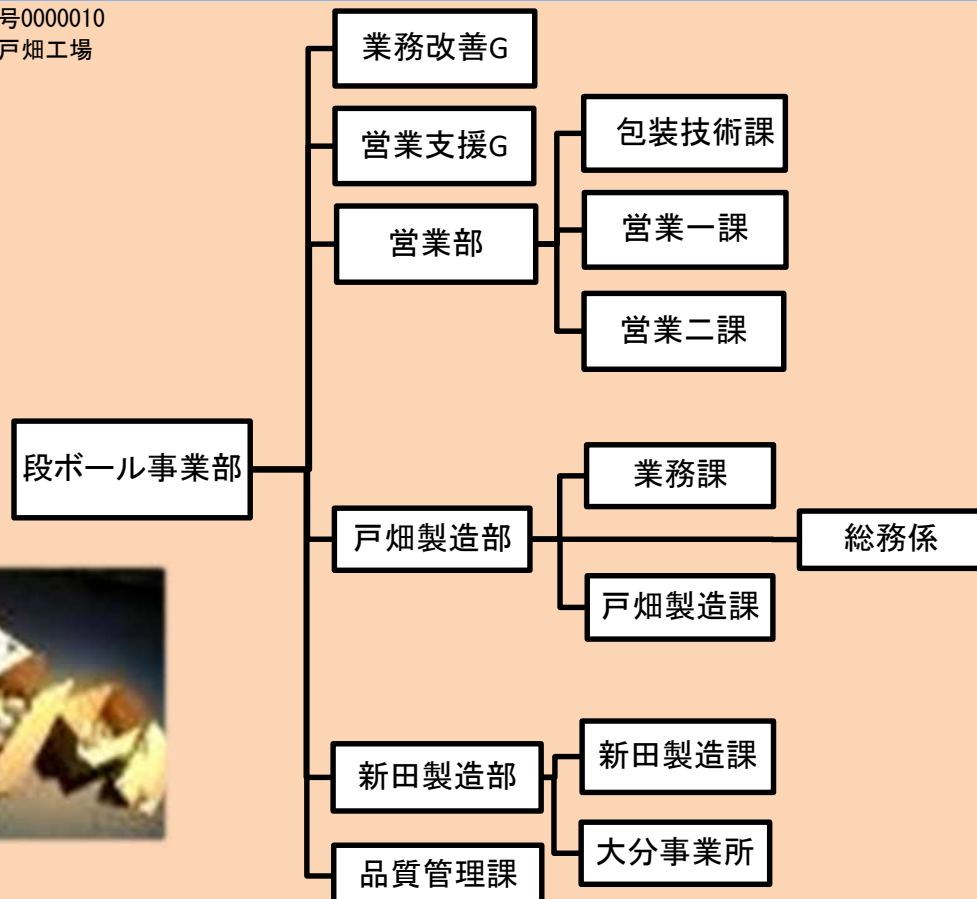 号0000010
戸畑工場
業務改善G
営業支援G
営業部
包装技術課
営業一課
営業二課
段ボール事業部
戸畑製造部
業務課
総務係
戸畑製造課
新田製造部
新田製造課
大分事業所
品質管理課